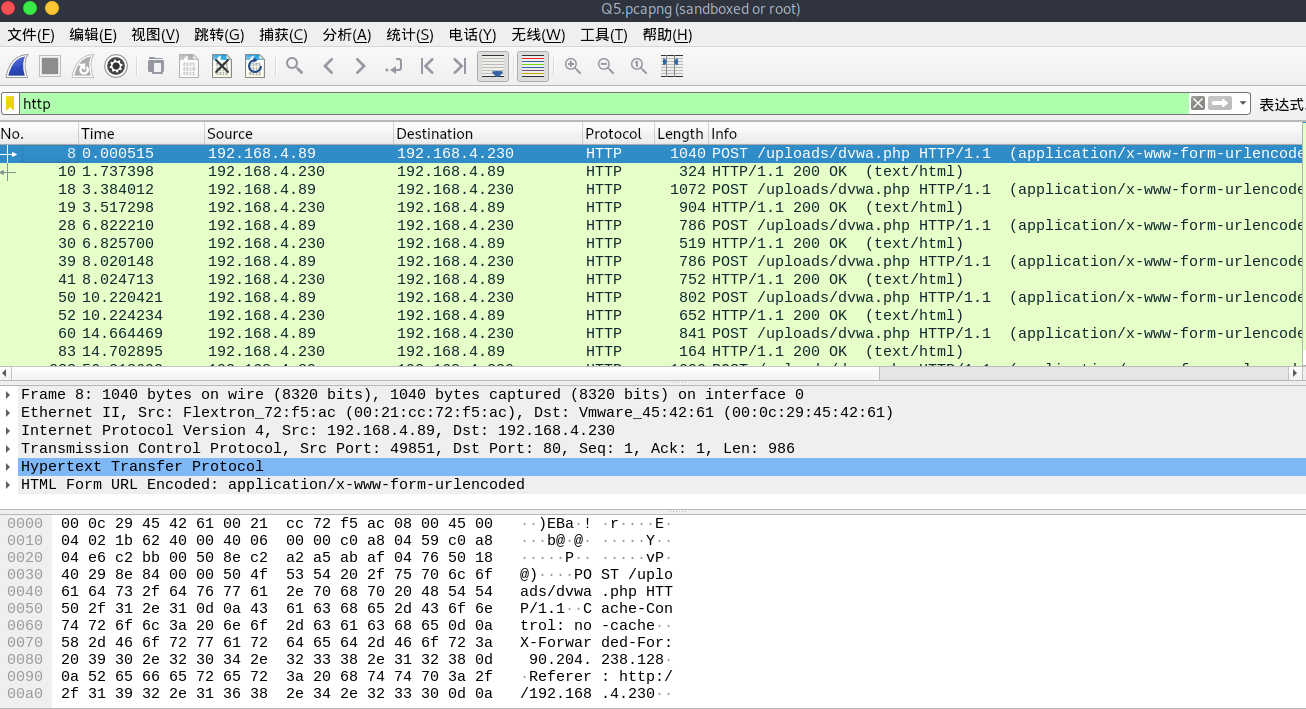 Q5.pcapng (sandboxed or root)
文件(F) 编辑(E) 视图(V) 跳转(G) 捕获(C) 分析(A) 统计(S) 电话(Y) 无线(W) 工具(T) 帮助(H)
http 表达式
No. Time Source Destination Protocol Length Info
8 0.000515 192.168.4.89 192.168.4.230 HTTP 1040 POST /uploads/dvwa.php HTTP/1.1 (application/x-www-form-urlencode
10 1.737398 192.168.4.230 192.168.4.89 HTTP 324 HTTP/1.1 200 OK (text/html)
18 3.384012 192.168.4.89 192.168.4.230 HTTP 1072 POST /uploads/dvwa.php HTTP/1.1 (application/x-www-form-urlencode
19 3.517298 192.168.4.230 192.168.4.89 HTTP 904 HTTP/1.1 200 OK (text/html)
28 6.822210 192.168.4.89 192.168.4.230 HTTP 786 POST /uploads/dvwa.php HTTP/1.1 (application/x-www-form-urlencode
30 6.825700 192.168.4.230 192.168.4.89 HTTP 519 HTTP/1.1 200 OK (text/html)
39 8.020148 192.168.4.89 192.168.4.230 HTTP 786 POST /uploads/dvwa.php HTTP/1.1 (application/x-www-form-urlencode
41 8.024713 192.168.4.230 192.168.4.89 HTTP 752 HTTP/1.1 200 OK (text/html)
50 10.220421 192.168.4.89 192.168.4.230 HTTP 802 POST /uploads/dvwa.php HTTP/1.1 (application/x-www-form-urlencode
52 10.224234 192.168.4.230 192.168.4.89 HTTP 652 HTTP/1.1 200 OK (text/html)
60 14.664469 192.168.4.89 192.168.4.230 HTTP 841 POST /uploads/dvwa.php HTTP/1.1 (application/x-www-form-urlencode
83 14.702895 192.168.4.230 192.168.4.89 HTTP 164 HTTP/1.1 200 OK (text/html)
Frame 8: 1040 bytes on wire (8320 bits), 1040 bytes captured (8320 bits) on interface 0
Ethernet II, Src: Flextron_72:f5:ac (00:21:cc:72:f5:ac), Dst: Vmware_45:42:61 (00:0c:29:45:42:61)
Internet Protocol Version 4, Src: 192.168.4.89, Dst: 192.168.4.230
Transmission Control Protocol, Src Port: 49851, Dst Port: 80, Seq: 1, Ack: 1, Len: 986
Hypertext Transfer Protocol
HTML Form URL Encoded: application/x-www-form-urlencoded
0000 00 0c 29 45 42 61 00 21 cc 72 f5 ac 08 00 45 00 ··)EBa·! ·r····E·
0010 04 02 1b 62 40 00 40 06 00 00 c0 a8 04 59 c0 a8 ···b@·@· ·····Y··
0020 04 e6 c2 bb 00 50 8e c2 a2 a5 ab af 04 76 50 18 ·····P·· ·····vP·
0030 40 29 8e 84 00 00 50 4f 53 54 20 2f 75 70 6c 6f @)····PO ST /uplo
0040 61 64 73 2f 64 76 77 61 2e 70 68 70 20 48 54 54 ads/dvwa .php HTT
0050 50 2f 31 2e 31 0d 0a 43 61 63 68 65 2d 43 6f 6e P/1.1··C ache-Con
0060 74 72 6f 6c 3a 20 6e 6f 2d 63 61 63 68 65 0d 0a trol: no -cache··
0070 58 2d 46 6f 72 77 61 72 64 65 64 2d 46 6f 72 3a X-Forwar ded-For:
0080 20 39 30 2e 32 30 34 2e 32 33 38 2e 31 32 38 0d 90.204. 238.128·
0090 0a 52 65 66 65 72 65 72 3a 20 68 74 74 70 3a 2f ·Referer : http:/
00a0 2f 31 39 32 2e 31 36 38 2e 34 2e 32 33 30 0d 0a /192.168 .4.230··